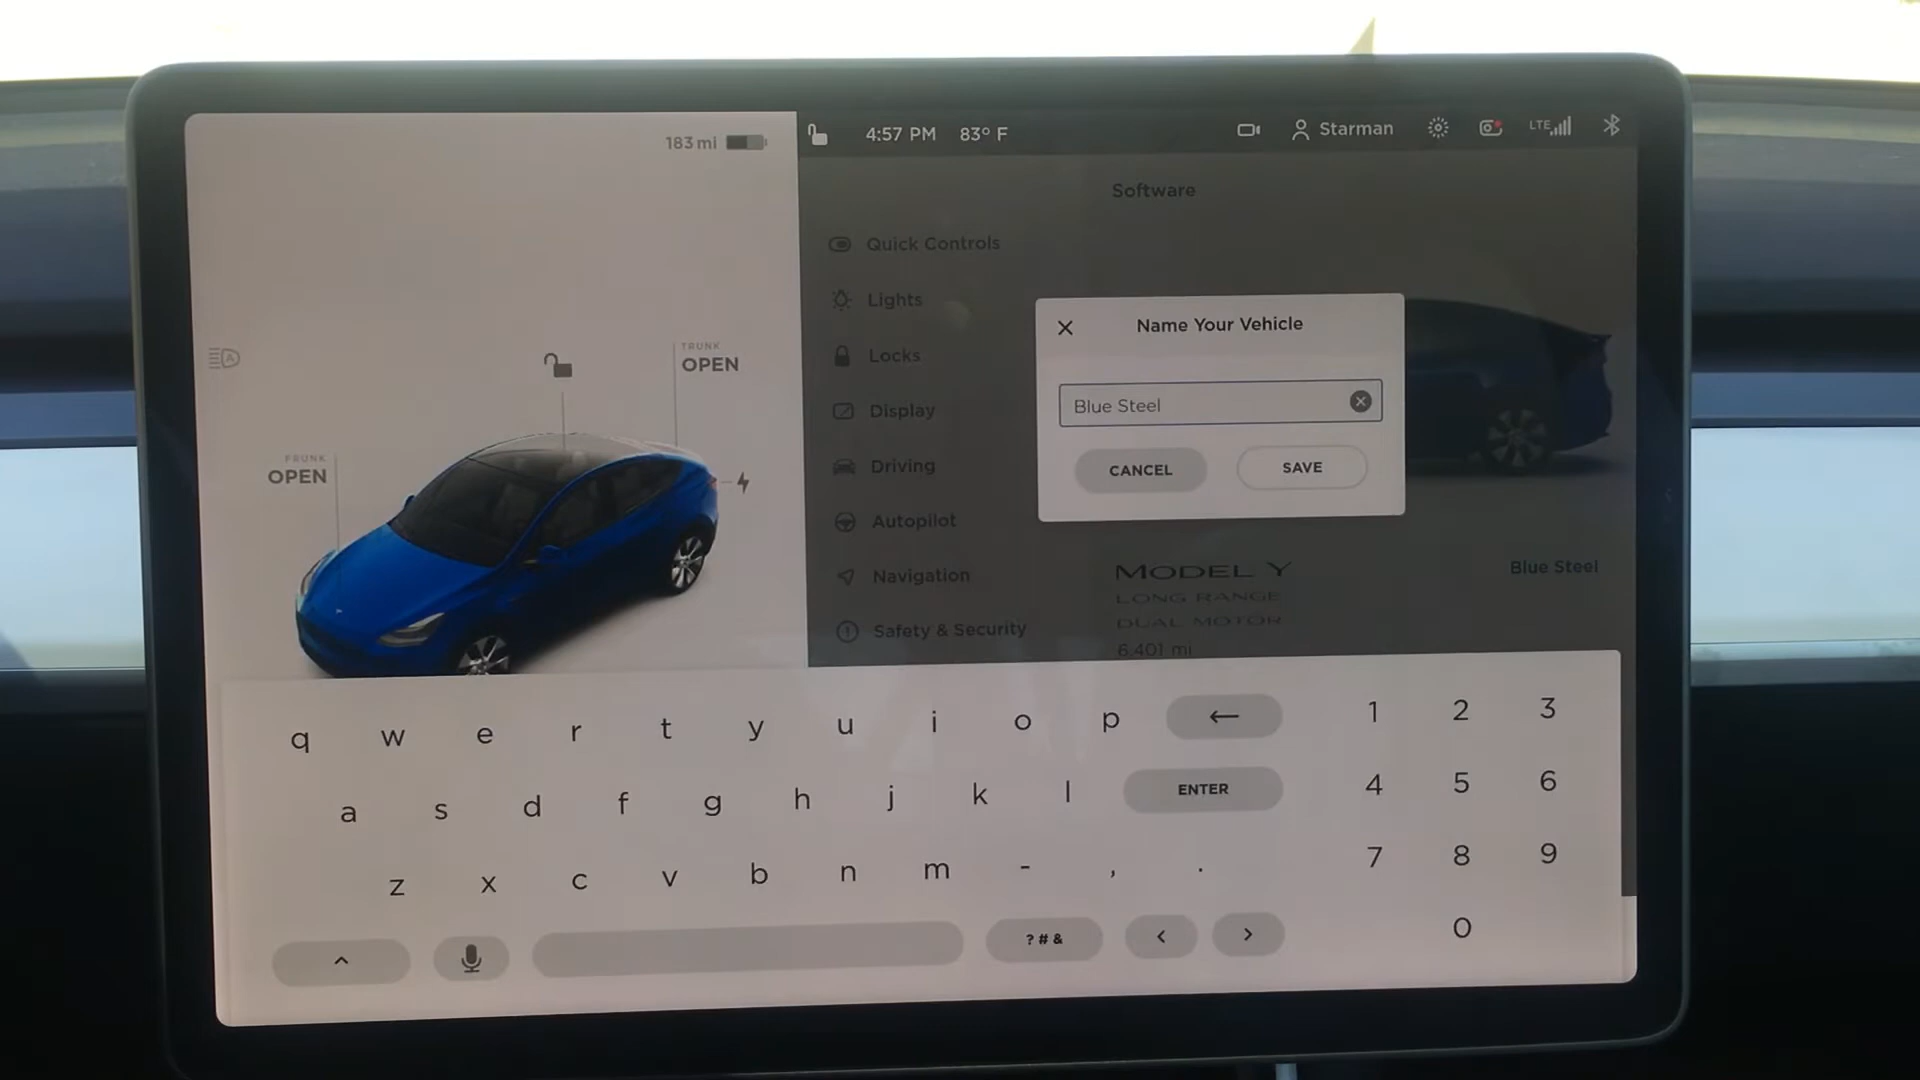 183 mi
4:57 PM 83° F
Starman
LTE
Software
Quick Controls
Lights
Locks
Display
Driving
Autopilot
Navigation
Safety & Security
TRUNK
OPEN
FRUNK
OPEN
Name Your Vehicle
Blue Steel
CANCEL SAVE
MODEL Y
LONG RANGE
DUAL MOTOR
6,401 mi
Blue Steel
q w e r t y u i o p ← 1 2 3
a s d f g h j k l ENTER 4 5 6
z x c v b n m - , . 7 8 9
^ ? # & < > 0